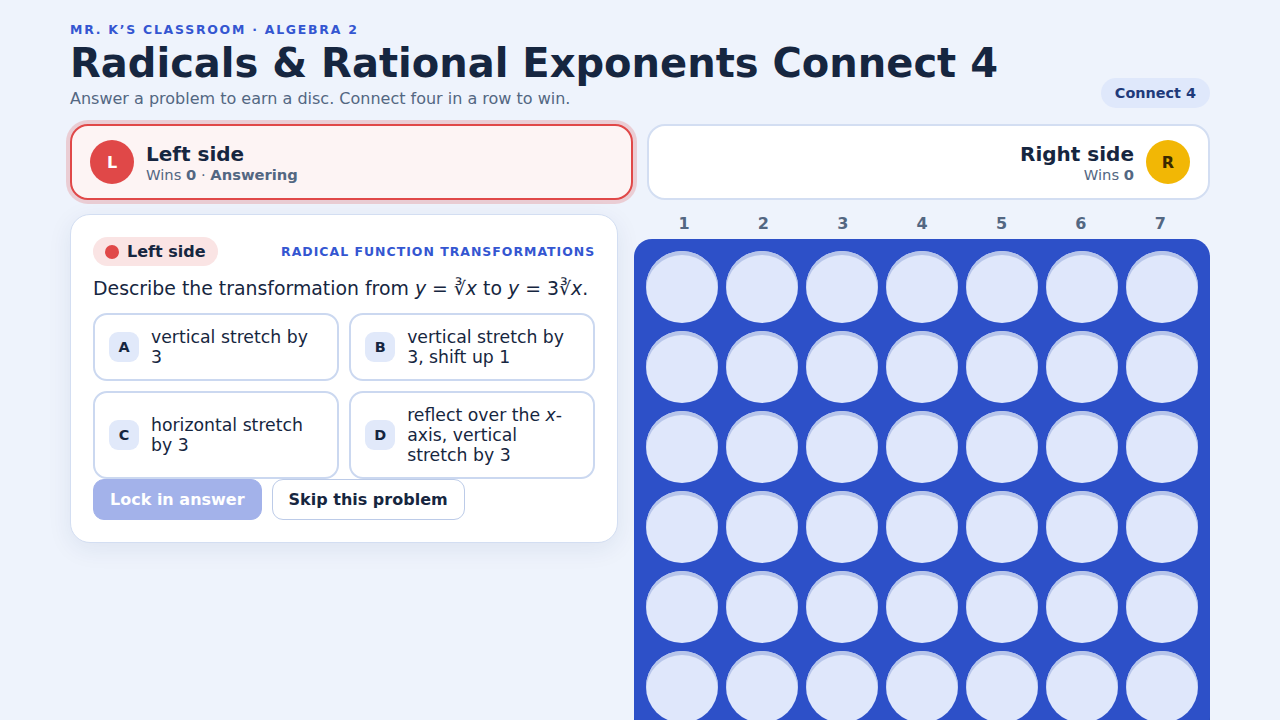 MR. K’S CLASSROOM · ALGEBRA 2
Radicals & Rational Exponents Connect 4
Answer a problem to earn a disc. Connect four in a row to win.
Connect 4
L
Left side
Wins 0 · Answering
Right side
Wins 0
R
Left side
RADICAL FUNCTION TRANSFORMATIONS
Describe the transformation from y = ∛x to y = 3∛x.
A
vertical stretch by
3
B
vertical stretch by
3, shift up 1
C
horizontal stretch
by 3
D
reflect over the x-
axis, vertical
stretch by 3
Lock in answer
Skip this problem
1 2 3 4 5 6 7